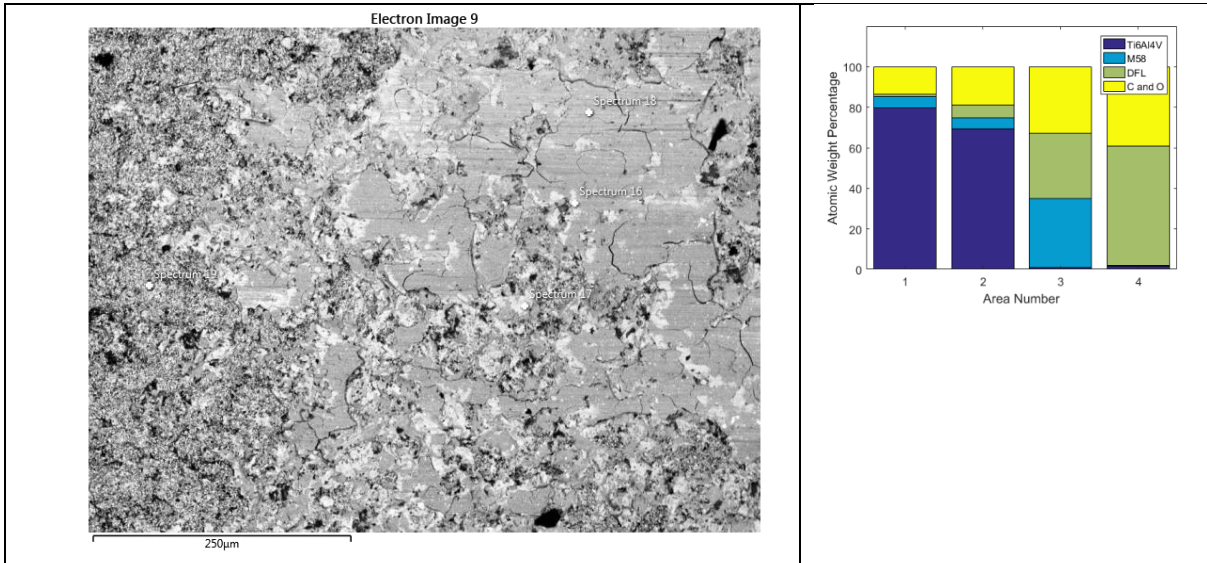 Electron Image 9
Spectrum 18
Spectrum 16
Spectrum 19
Spectrum 17
250µm
Ti6Al4V
M58
DFL
C and O
Atomic Weight Percentage
100
80
60
40
20
0
1 2 3 4
Area Number